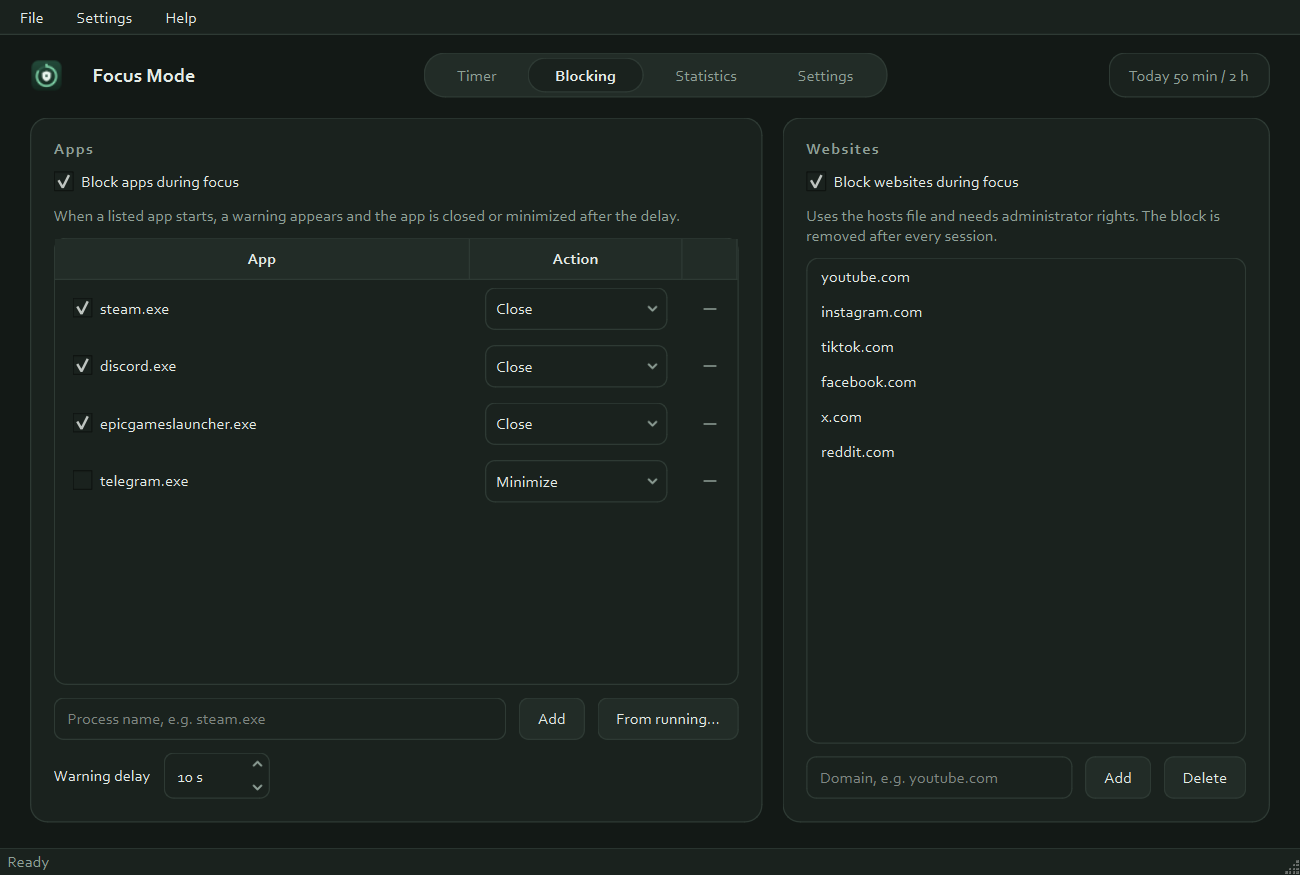 File Settings Help
Focus Mode
Timer Blocking Statistics Settings
Today 50 min / 2 h
Apps
Block apps during focus
When a listed app starts, a warning appears and the app is closed or minimized after the delay.
App Action
steam.exe Close
discord.exe Close
epicgameslauncher.exe Close
telegram.exe Minimize
Process name, e.g. steam.exe Add From running...
Warning delay 10 s
Websites
Block websites during focus
Uses the hosts file and needs administrator rights. The block is
removed after every session.
youtube.com
instagram.com
tiktok.com
facebook.com
x.com
reddit.com
Domain, e.g. youtube.com Add Delete
Ready